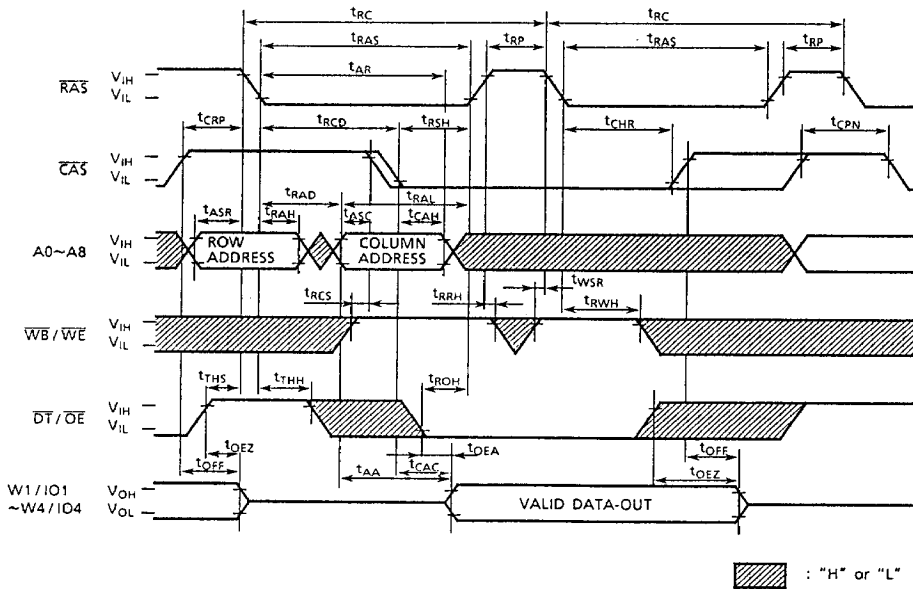 tRC tRC
tRAS tRP tRAS tRP
tAR
RAS VIH
VIL
tCRP tRCD tRSH tCHR tCPN
CAS VIH
VIL
tRAD tRAL
tASR tRAH tASC tCAH
A0~A8 VIH
VIL
ROW ADDRESS
COLUMN ADDRESS
tWSR
tRCS tRRH tRWH
WB/WE VIH
VIL
tTHS tTHH tROH
DT/OE VIH
VIL
tOEZ tOEA tOFF
tOFF tAA tCAC tOEZ
W1/IO1
~W4/IO4
VOH
VOL
VALID DATA-OUT
: "H" or "L"